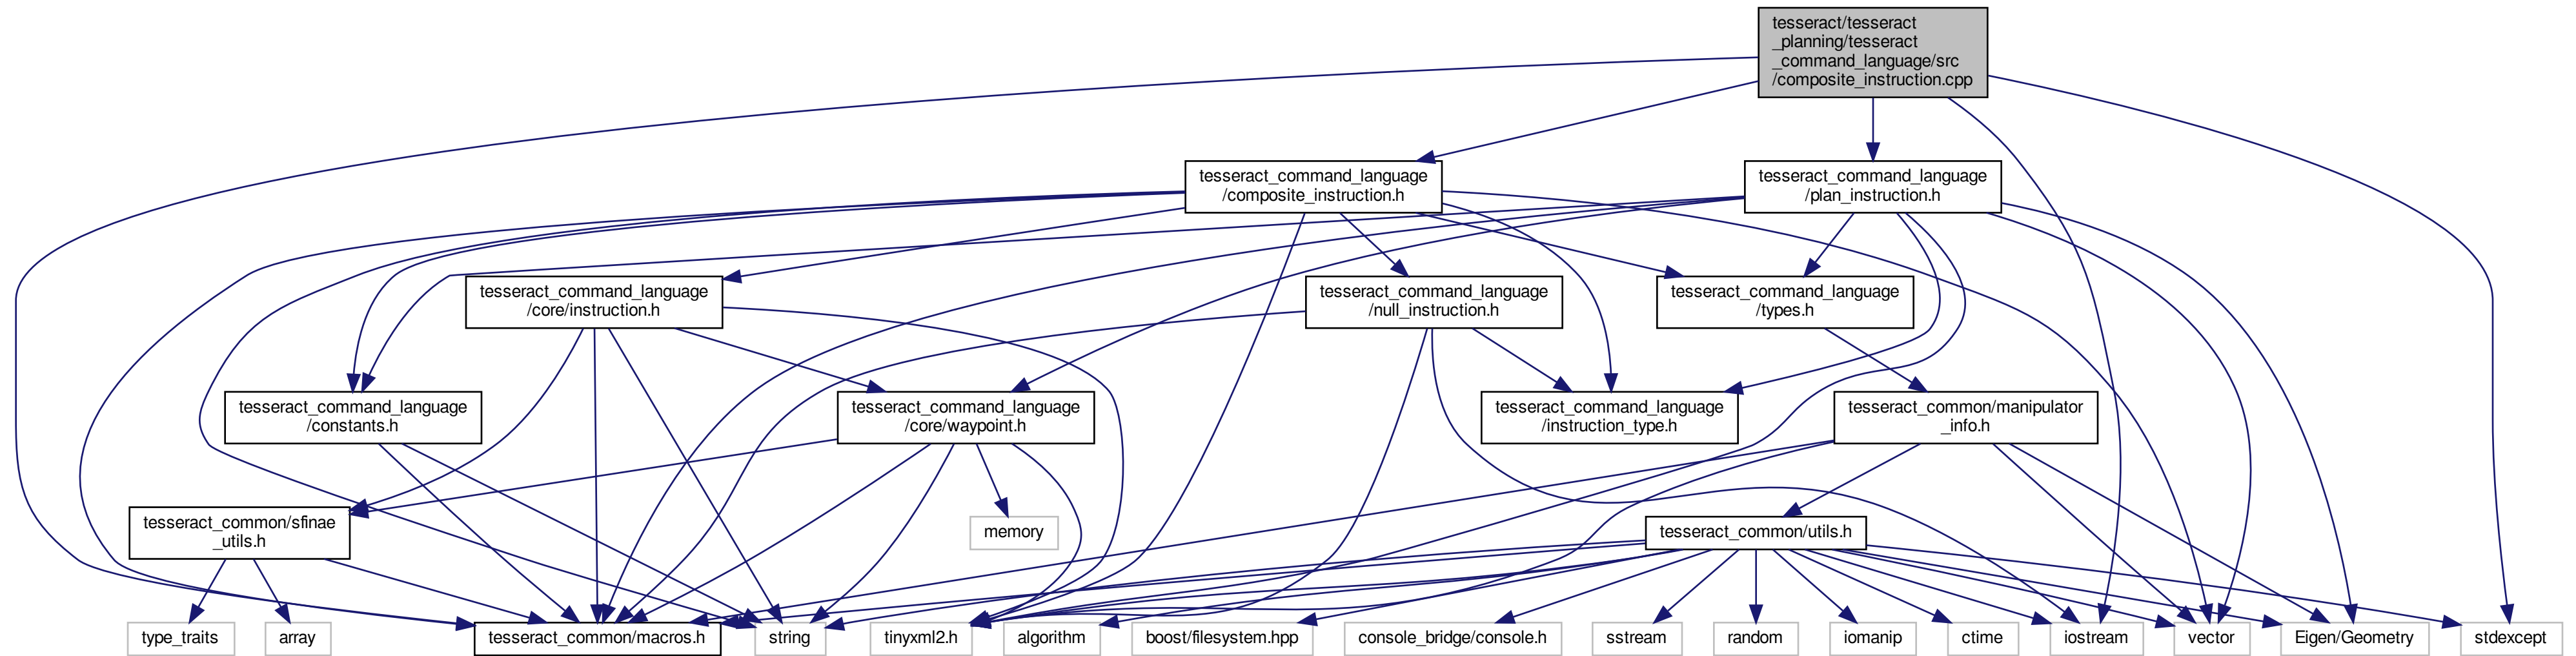 tesseract/tesseract
_planning/tesseract
_command_language/src
/composite_instruction.cpp
tesseract_command_language
/composite_instruction.h
tesseract_command_language
/plan_instruction.h
tesseract_command_language
/core/instruction.h
tesseract_command_language
/null_instruction.h
tesseract_command_language
/types.h
tesseract_command_language
/constants.h
tesseract_command_language
/core/waypoint.h
tesseract_command_language
/instruction_type.h
tesseract_common/manipulator
_info.h
tesseract_common/sfinae
_utils.h
memory
tesseract_common/utils.h
type_traits
array
tesseract_common/macros.h
string
tinyxml2.h
algorithm
boost/filesystem.hpp
console_bridge/console.h
sstream
random
iomanip
ctime
iostream
vector
Eigen/Geometry
stdexcept